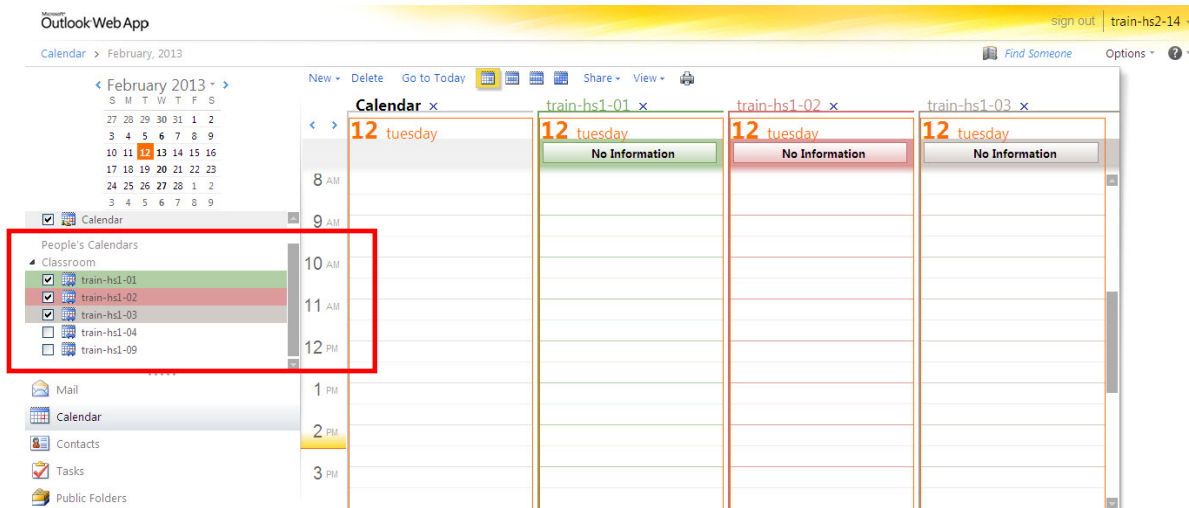 Microsoft®
Outlook Web App
sign out train-hs2-14
Calendar > February, 2013
Find Someone Options
February 2013
S M T W T F S
27 28 29 30 31 1 2
3 4 5 6 7 8 9
10 11 12 13 14 15 16
17 18 19 20 21 22 23
24 25 26 27 28 1 2
3 4 5 6 7 8 9
Calendar
People's Calendars
Classroom
train-hs1-01
train-hs1-02
train-hs1-03
train-hs1-04
train-hs1-09
Mail
Calendar
Contacts
Tasks
Public Folders
New Delete Go to Today Share View
Calendar × train-hs1-01 × train-hs1-02 × train-hs1-03 ×
12 tuesday 12 tuesday 12 tuesday 12 tuesday
No Information No Information No Information
8 AM
9 AM
10 AM
11 AM
12 PM
1 PM
2 PM
3 PM